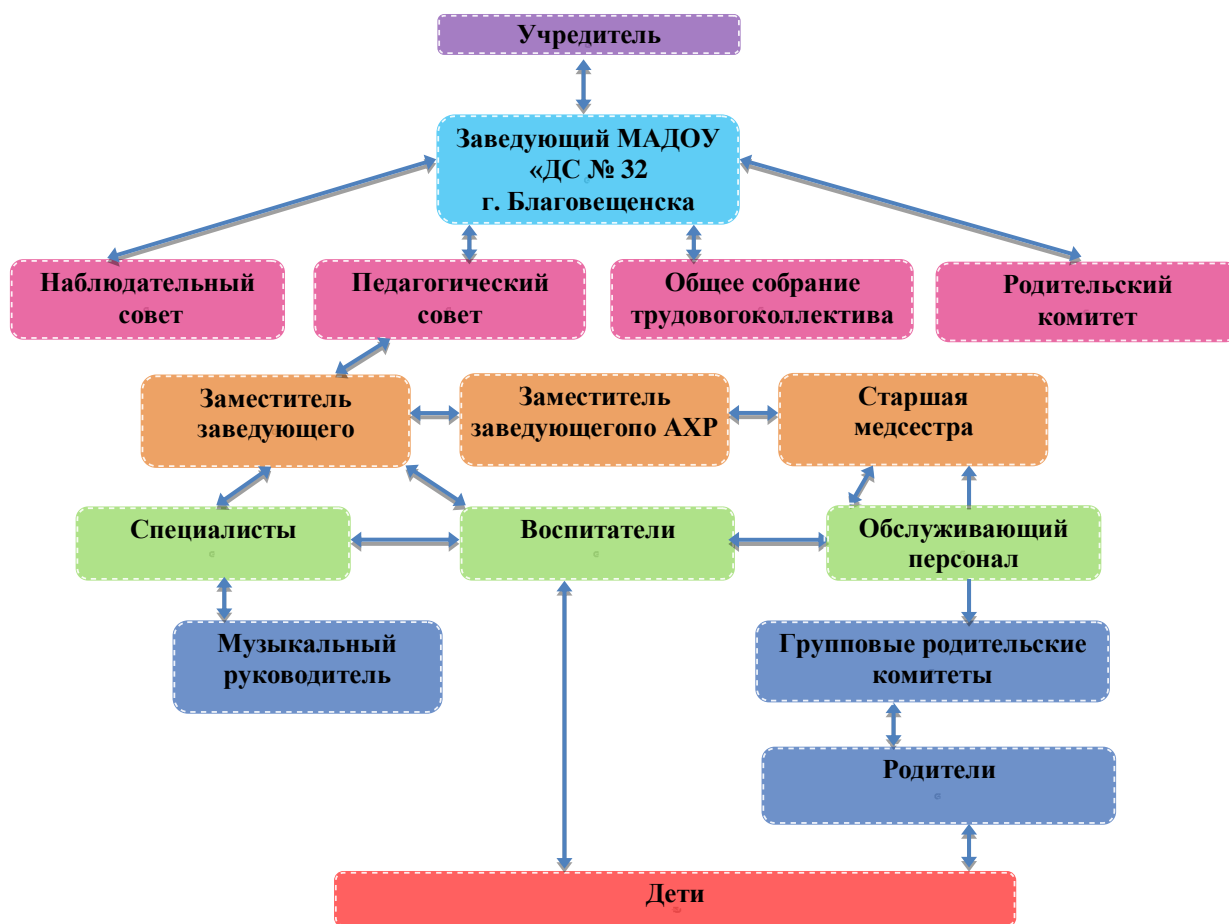 Учредитель
Заведующий МАДОУ
«ДС № 32
г. Благовещенска
Наблюдательный
совет
Педагогический
совет
Общее собрание
трудовогоколлектива
Родительский
комитет
Заместитель
заведующего
Заместитель
заведующегопо АХР
Старшая
медсестра
Специалисты
Воспитатели
Обслуживающий
персонал
Музыкальный
руководитель
Групповые родительские
комитеты
Родители
Дети